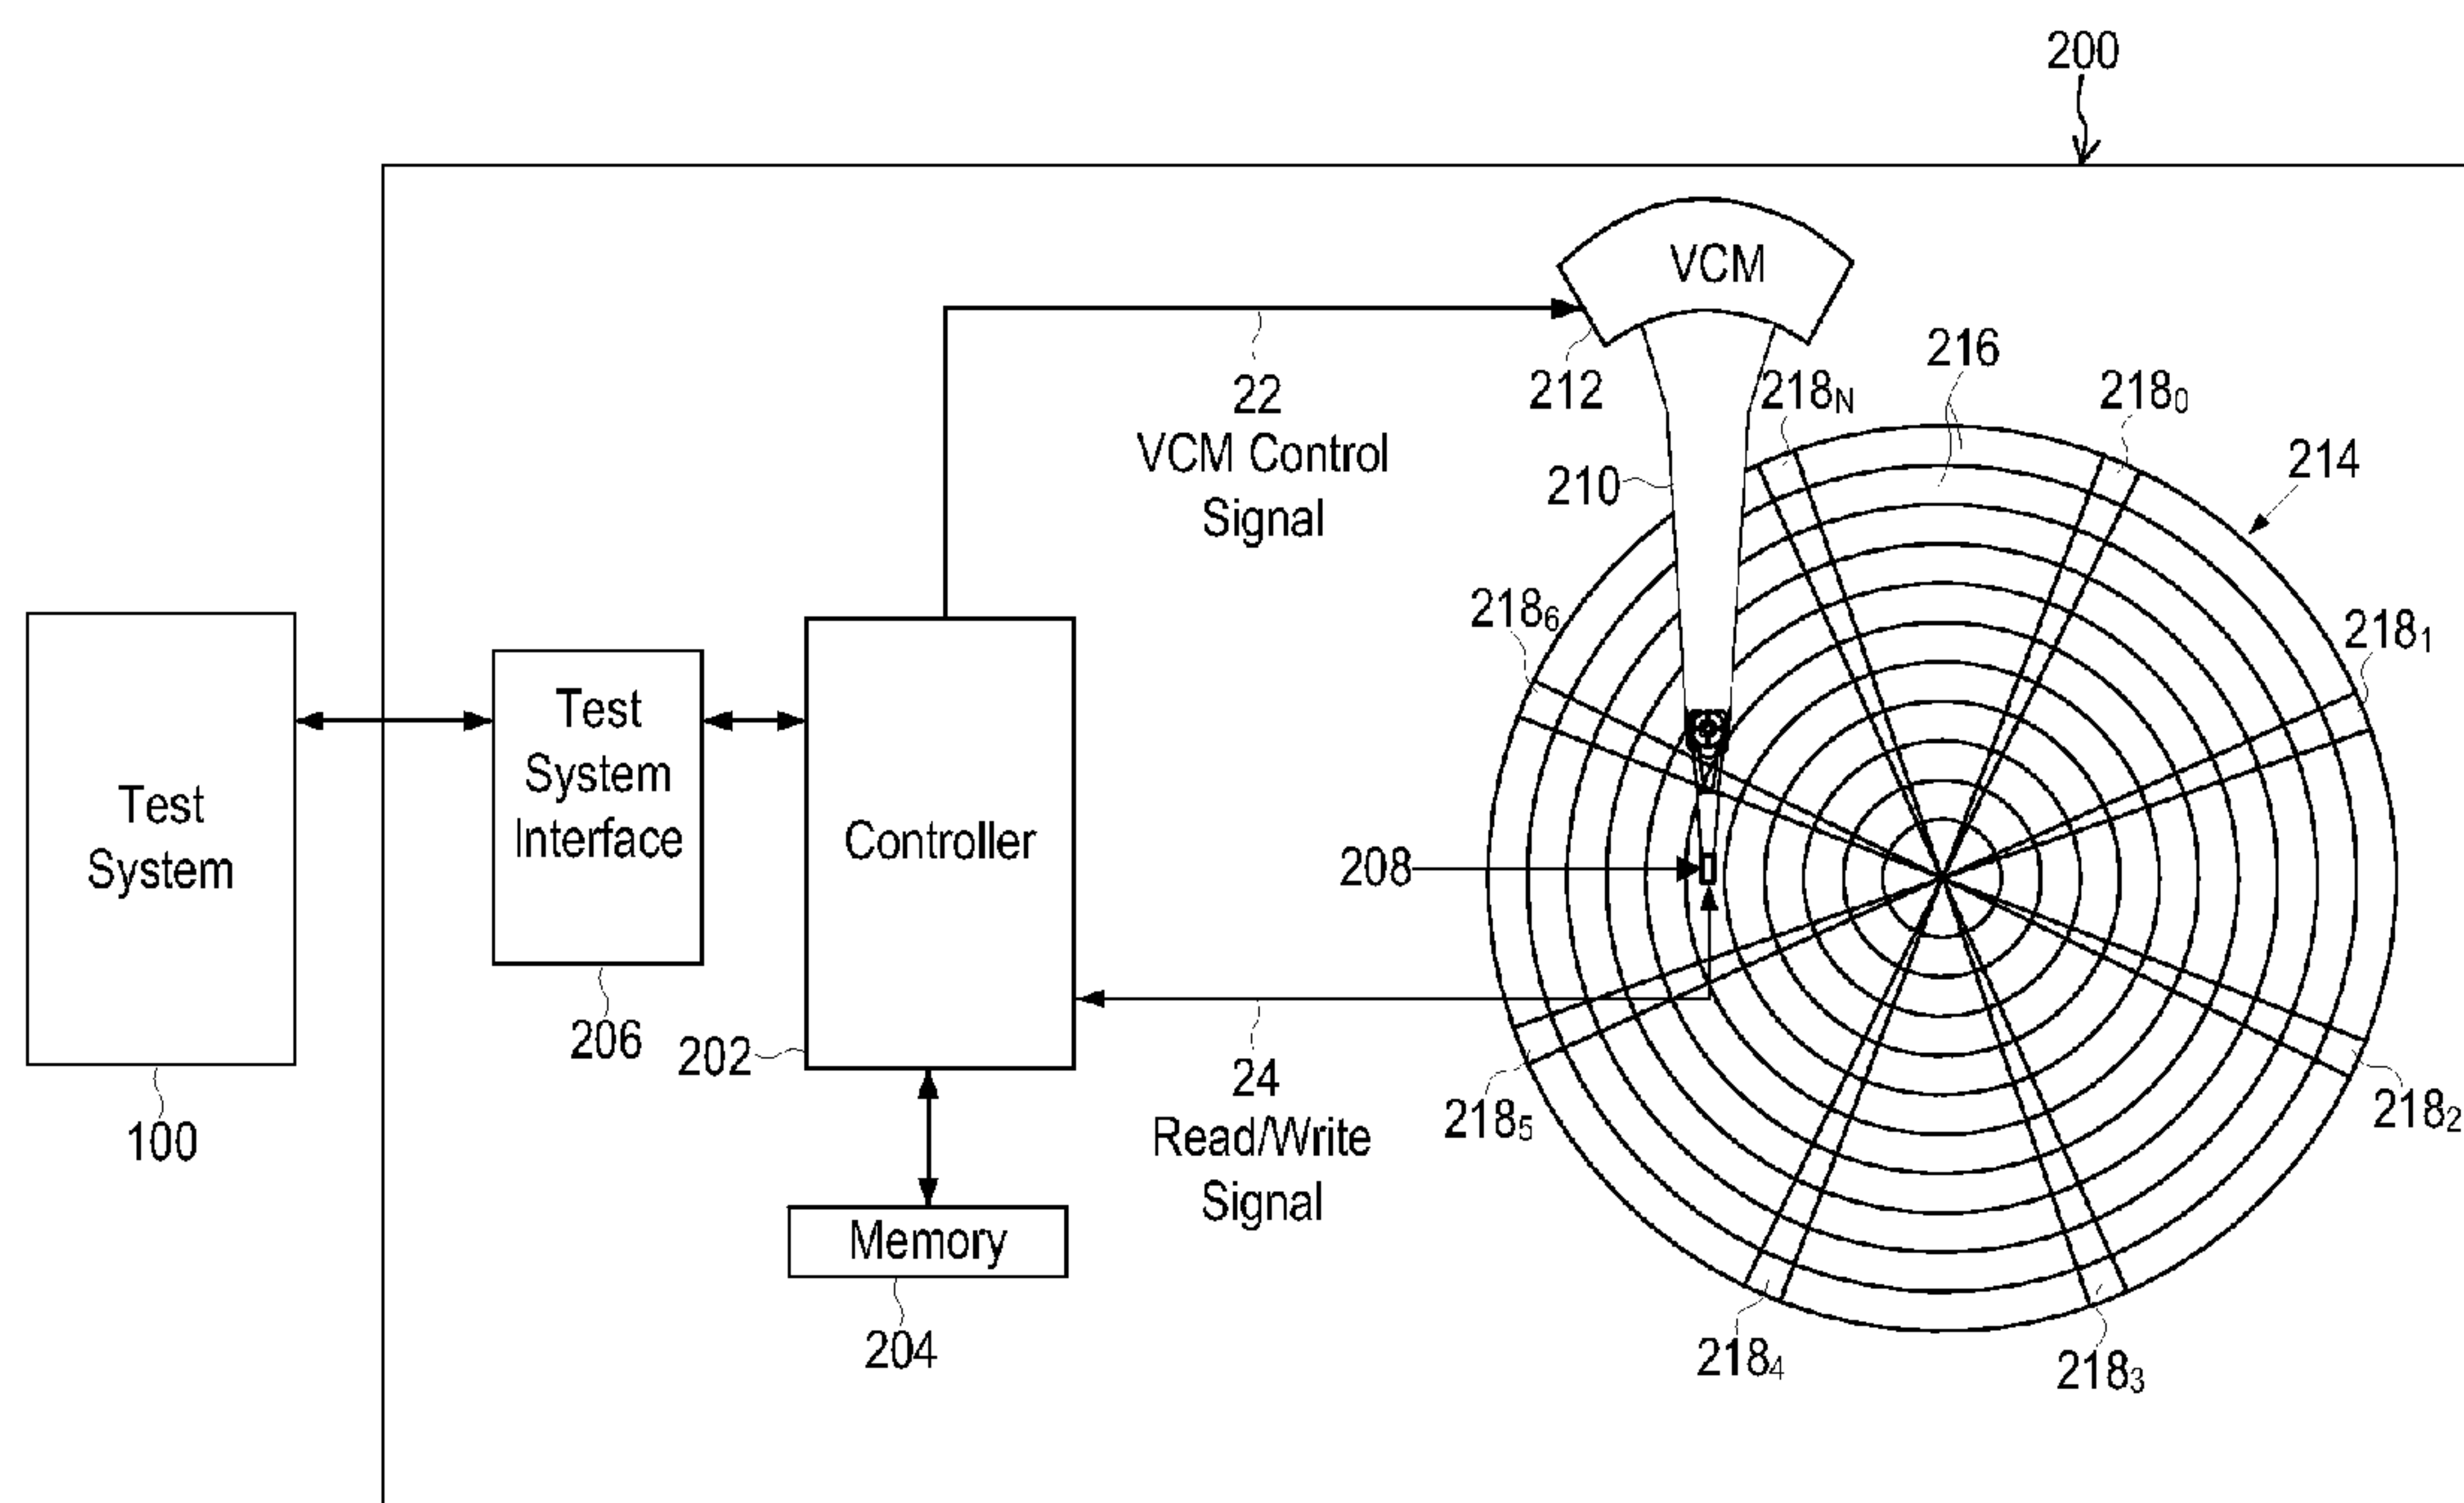 200
VCM
216
22
212
218N
2180
VCM Control
214
210
Signal
2186
2181
Test
System
Interface
Test
System
Controller
208
206
202
24
2182
2185
100
Read/Write
Signal
Memory
204
2184
2183